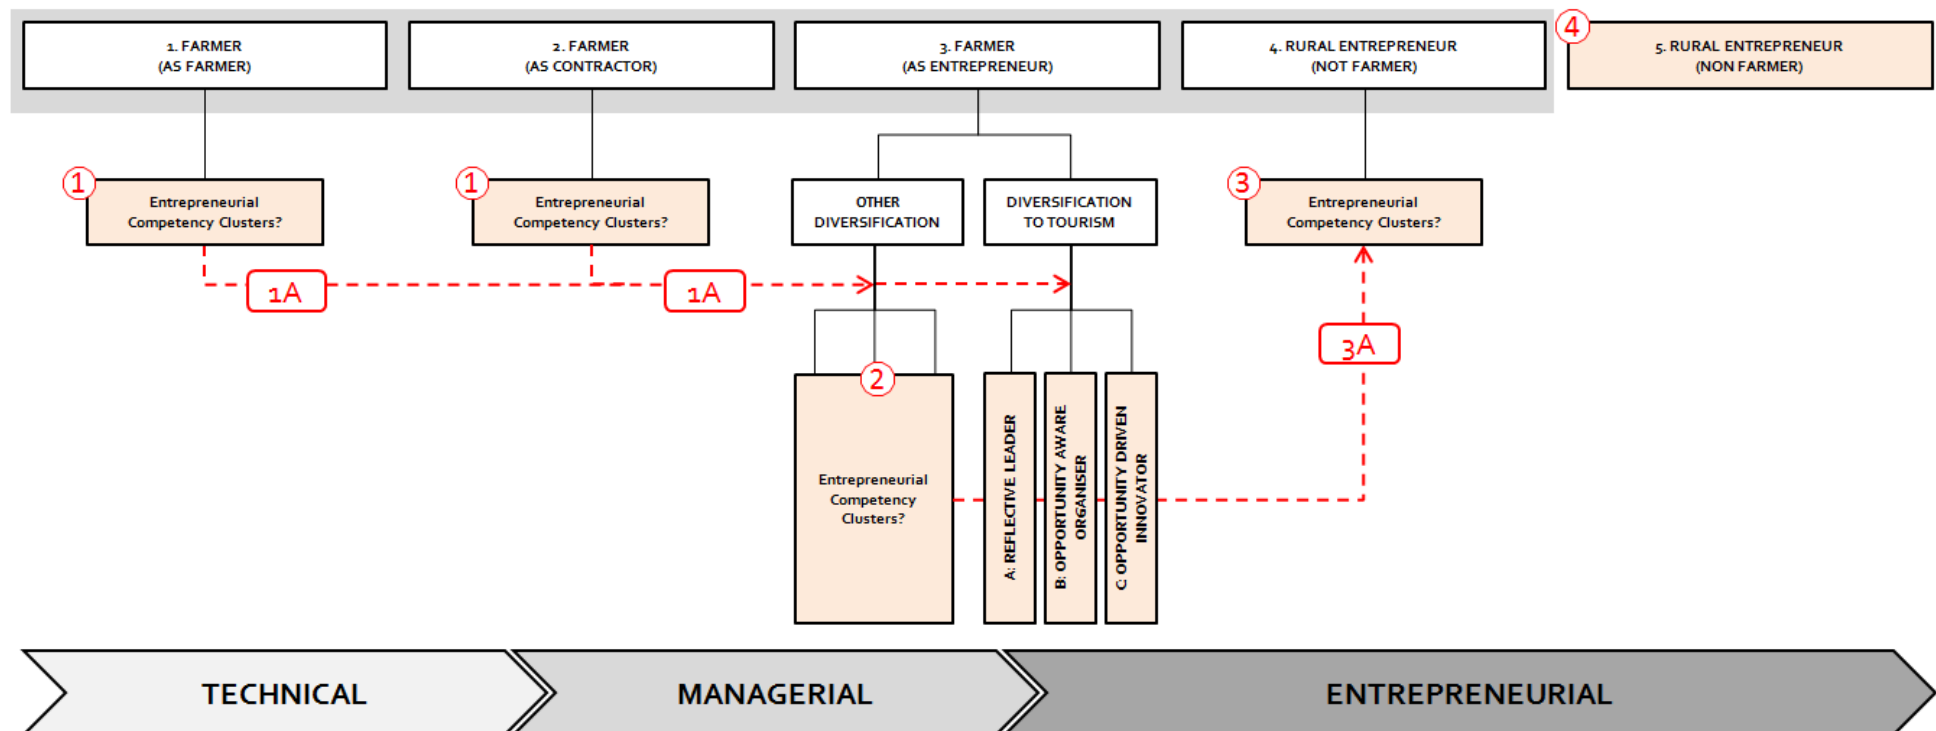 1. FARMER
(AS FARMER)
2. FARMER
(AS CONTRACTOR)
3. FARMER
(AS ENTREPRENEUR)
4. RURAL ENTREPRENEUR
(NOT FARMER)
4
5. RURAL ENTREPRENEUR
(NON FARMER)
1
Entrepreneurial
Competency Clusters?
1
Entrepreneurial
Competency Clusters?
OTHER
DIVERSIFICATION
DIVERSIFICATION
TO TOURISM
3
Entrepreneurial
Competency Clusters?
1A
1A
3A
2
Entrepreneurial
Competency
Clusters?
A: REFLECTIVE LEADER
B: OPPORTUNITY AWARE
ORGANISER
C: OPPORTUNITY DRIVEN
INNOVATOR
TECHNICAL
MANAGERIAL
ENTREPRENEURIAL